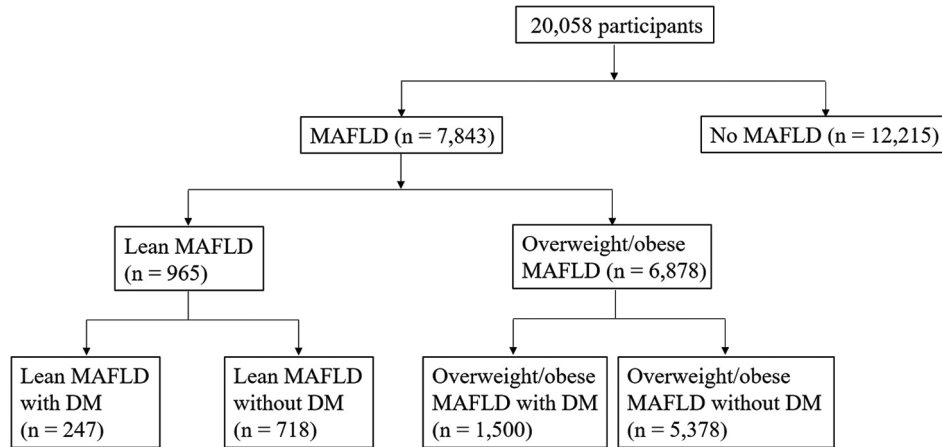 20,058 participants
MAFLD (n = 7,843)
No MAFLD (n = 12,215)
Lean MAFLD
(n = 965)
Overweight/obese
MAFLD (n = 6,878)
Lean MAFLD
with DM
(n = 247)
Lean MAFLD
without DM
(n = 718)
Overweight/obese
MAFLD with DM
(n = 1,500)
Overweight/obese
MAFLD without DM
(n = 5,378)